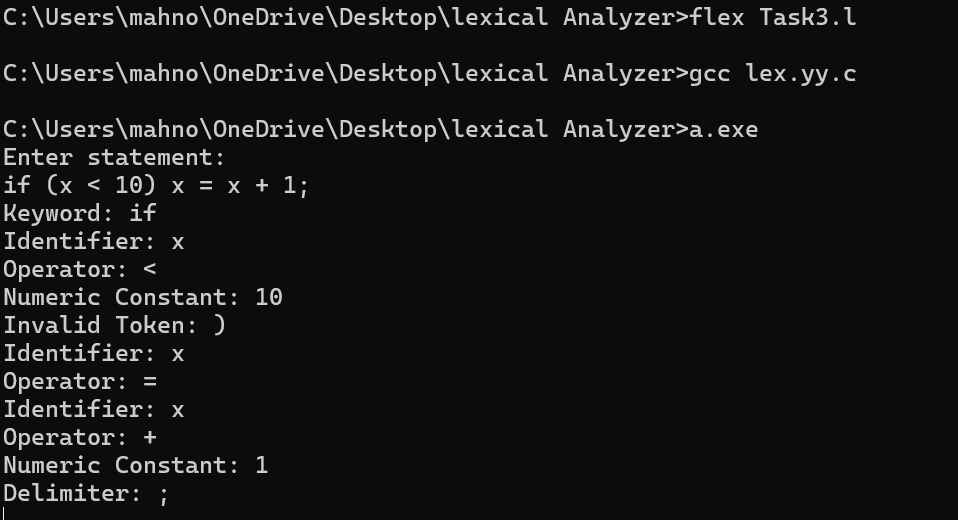 C:\Users\mahno\OneDrive\Desktop\lexical Analyzer>flex Task3.l
C:\Users\mahno\OneDrive\Desktop\lexical Analyzer>gcc lex.yy.c
C:\Users\mahno\OneDrive\Desktop\lexical Analyzer>a.exe
Enter statement:
if (x < 10) x = x + 1;
Keyword: if
Identifier: x
Operator: <
Numeric Constant: 10
Invalid Token: )
Identifier: x
Operator: =
Identifier: x
Operator: +
Numeric Constant: 1
Delimiter: ;